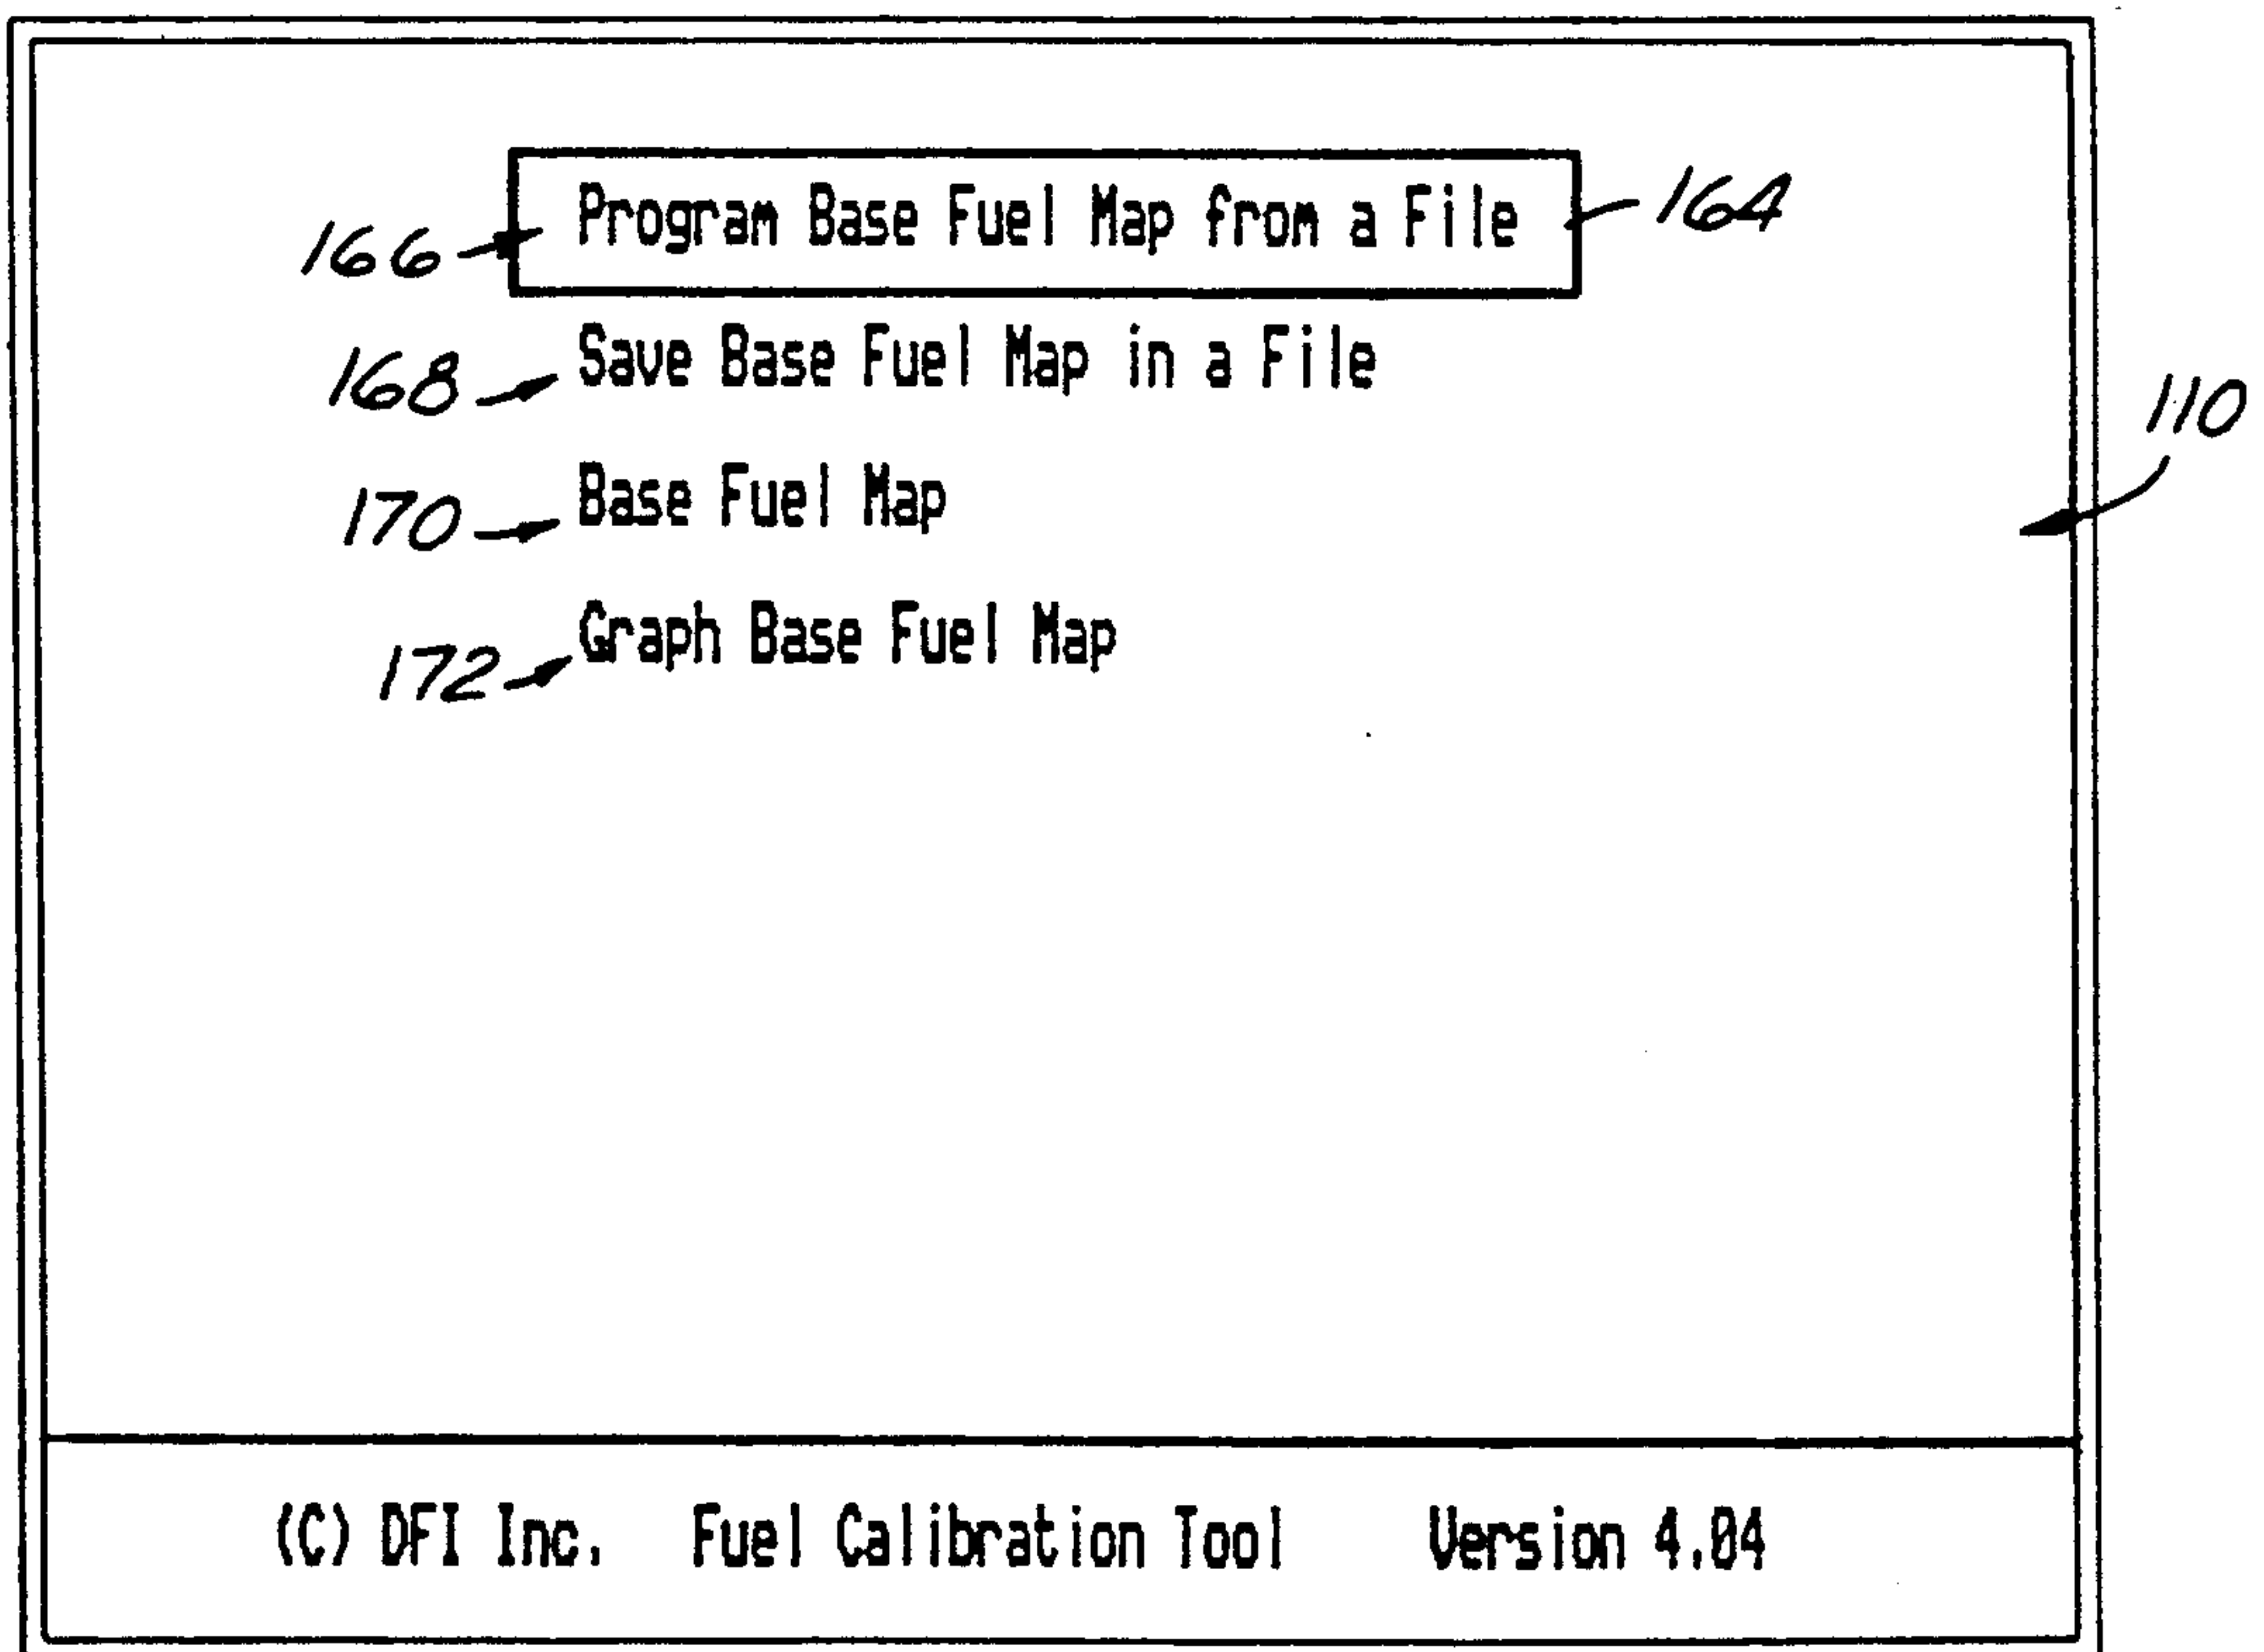 166 Program Base Fuel Map from a File 164
168 Save Base Fuel Map in a File
110
170 Base Fuel Map
172 Graph Base Fuel Map
(C) DFI Inc. Fuel Calibration Tool Version 4.04